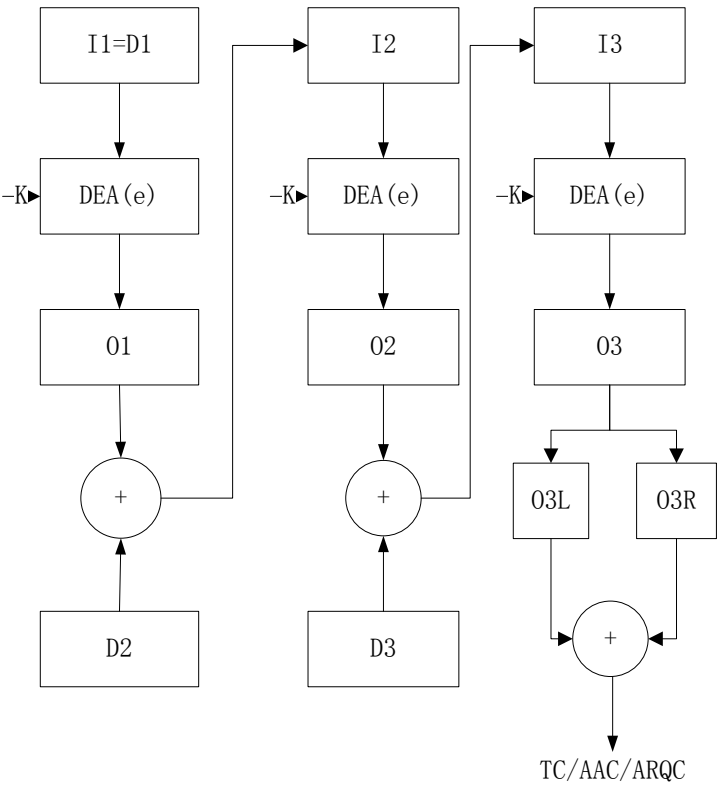 I1=D1
I2
I3
—K
DEA(e)
—K
DEA(e)
—K
DEA(e)
O1
O2
O3
+
+
O3L
O3R
D2
D3
+
TC/AAC/ARQC